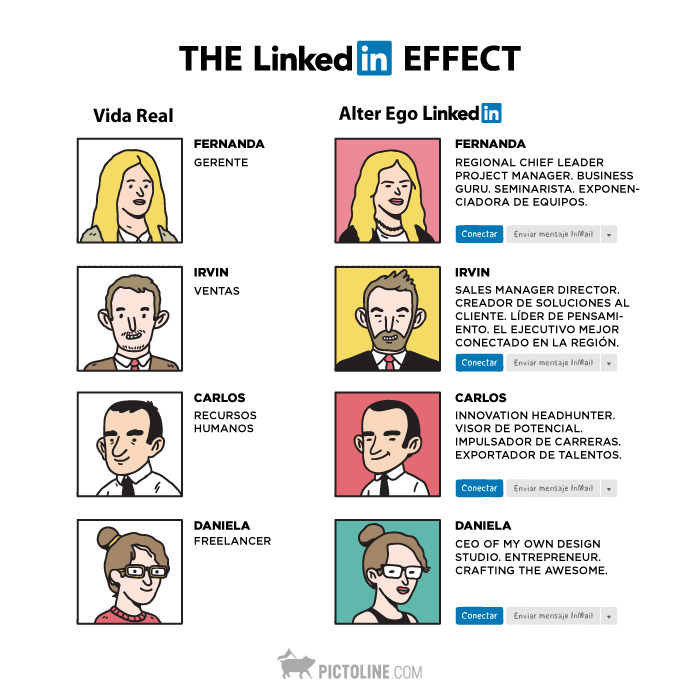 THE Linkedin EFFECT
Vida Real
Alter Ego Linkedin
FERNANDA
GERENTE
FERNANDA
REGIONAL CHIEF LEADER
PROJECT MANAGER. BUSINESS
GURU. SEMINARISTA. EXPONEN-
CIADORA DE EQUIPOS.
Conectar Enviar mensaje InMail
IRVIN
VENTAS
IRVIN
SALES MANAGER DIRECTOR.
CREADOR DE SOLUCIONES AL
CLIENTE. LÍDER DE PENSAMI-
ENTO. EL EJECUTIVO MEJOR
CONECTADO EN LA REGIÓN.
Conectar Enviar mensaje InMail
CARLOS
RECURSOS
HUMANOS
CARLOS
INNOVATION HEADHUNTER.
VISOR DE POTENCIAL.
IMPULSADOR DE CARRERAS.
EXPORTADOR DE TALENTOS.
Conectar Enviar mensaje InMail
DANIELA
FREELANCER
DANIELA
CEO OF MY OWN DESIGN
STUDIO. ENTREPRENEUR.
CRAFTING THE AWESOME.
Conectar Enviar mensaje InMail
PICTOLINE.COM